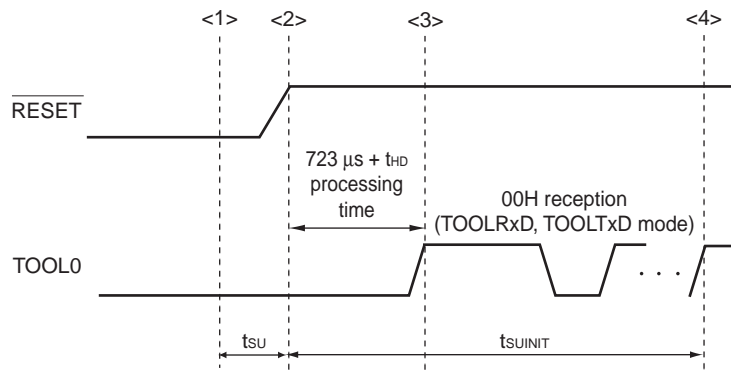 <1> <2> <3> <4>
RESET
723 µs + tHD
processing
time
00H reception
(TOOLRxD, TOOLTxD mode)
TOOL0
. . .
tSU
tSUINIT